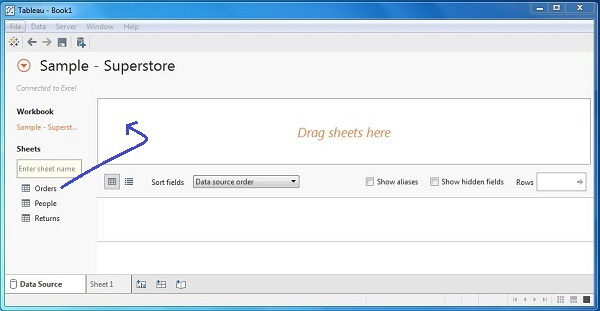 Tableau - Book1
File Data Server Window Help
Sample - Superstore
Connected to Excel
Workbook
Sample - Superst...
Sheets
Enter sheet name
Orders
People
Returns
Drag sheets here
Sort fields Data source order Show aliases Show hidden fields Rows
Data Source Sheet 1